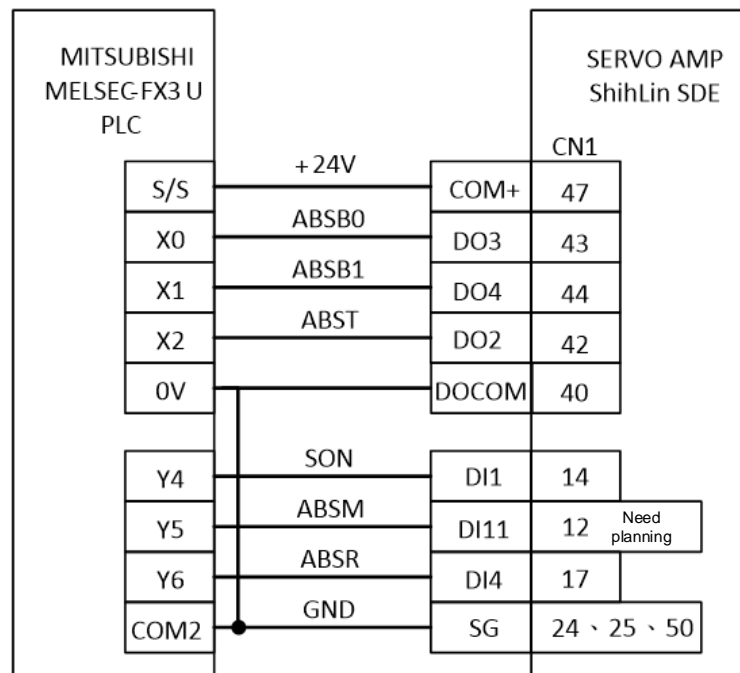 MITSUBISHI
MELSEC-FX3 U
PLC
SERVO AMP
ShihLin SDE
CN1
S/S +24V COM+ 47
X0 ABSB0 DO3 43
X1 ABSB1 DO4 44
X2 ABST DO2 42
0V DOCOM 40
Y4 SON DI1 14
Y5 ABSM DI11 12 Need
planning
Y6 ABSR DI4 17
COM2 GND SG 24、25、50